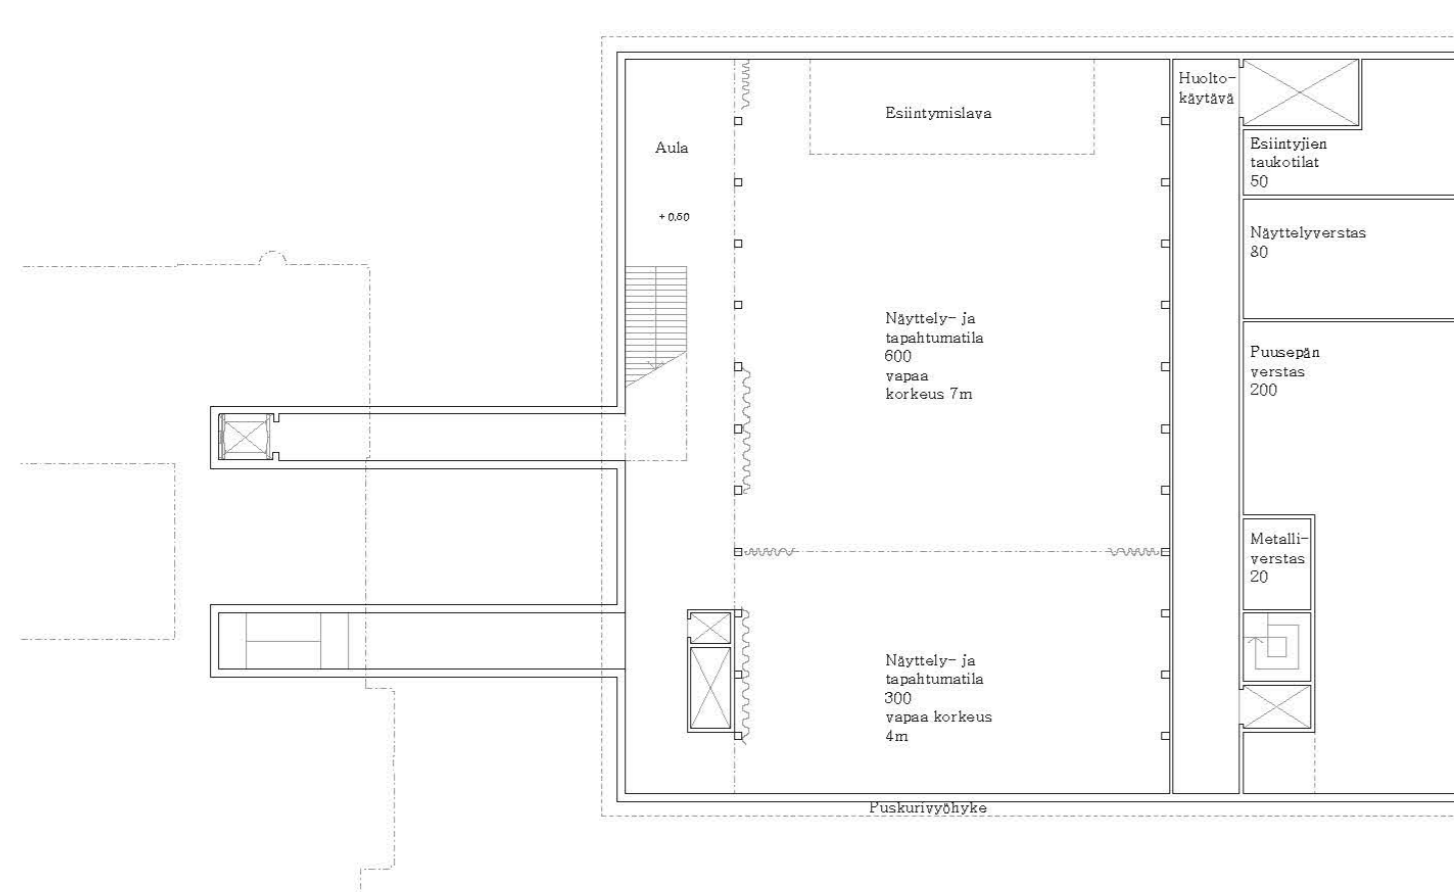 Huolto-
käytävä
Esiintymislava
Aula
Esiintyjien
taukotilat
50
+0,50
Näyttelyverstas
80
Näyttely- ja
tapahtumatila
600
vapaa
korkeus 7m
Puusepän
verstas
200
Metalli-
verstas
20
Näyttely- ja
tapahtumatila
300
vapaa korkeus
4m
Puskurivyöhyke